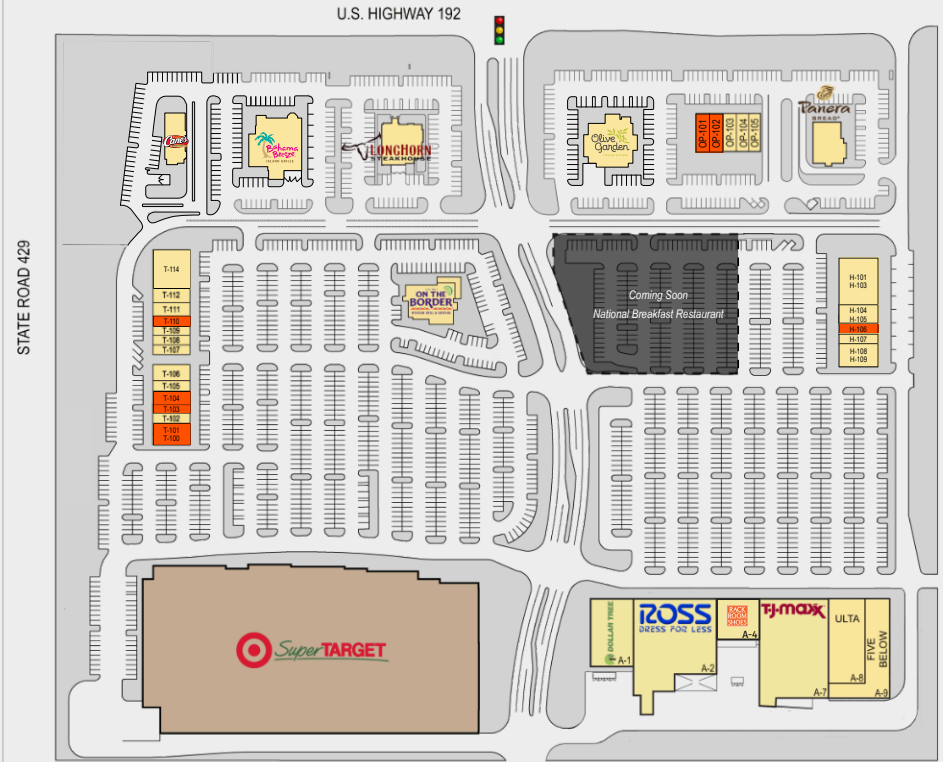 U.S. HIGHWAY 192
STATE ROAD 429
Cane's
Bahama
Breeze
ISLAND GRILLE
LONGHORN
STEAKHOUSE
Olive
Garden
OP-101
OP-102
OP-103
OP-104
OP-105
Panera
BREAD®
T-114
T-112
T-111
T-110
T-109
T-108
T-107
T-106
T-105
T-104
T-103
T-102
T-101
T-100
ON THE
BORDER
Coming Soon
National Breakfast Restaurant
H-101
H-103
H-104
H-105
H-106
H-107
H-108
H-109
SuperTARGET
DOLLAR TREE
A-1
ROSS
DRESS FOR LESS
A-2
RACK
ROOM
SHOES
A-4
T.J.maxx
A-7
ULTA
A-8
FIVE
BELOW
A-9